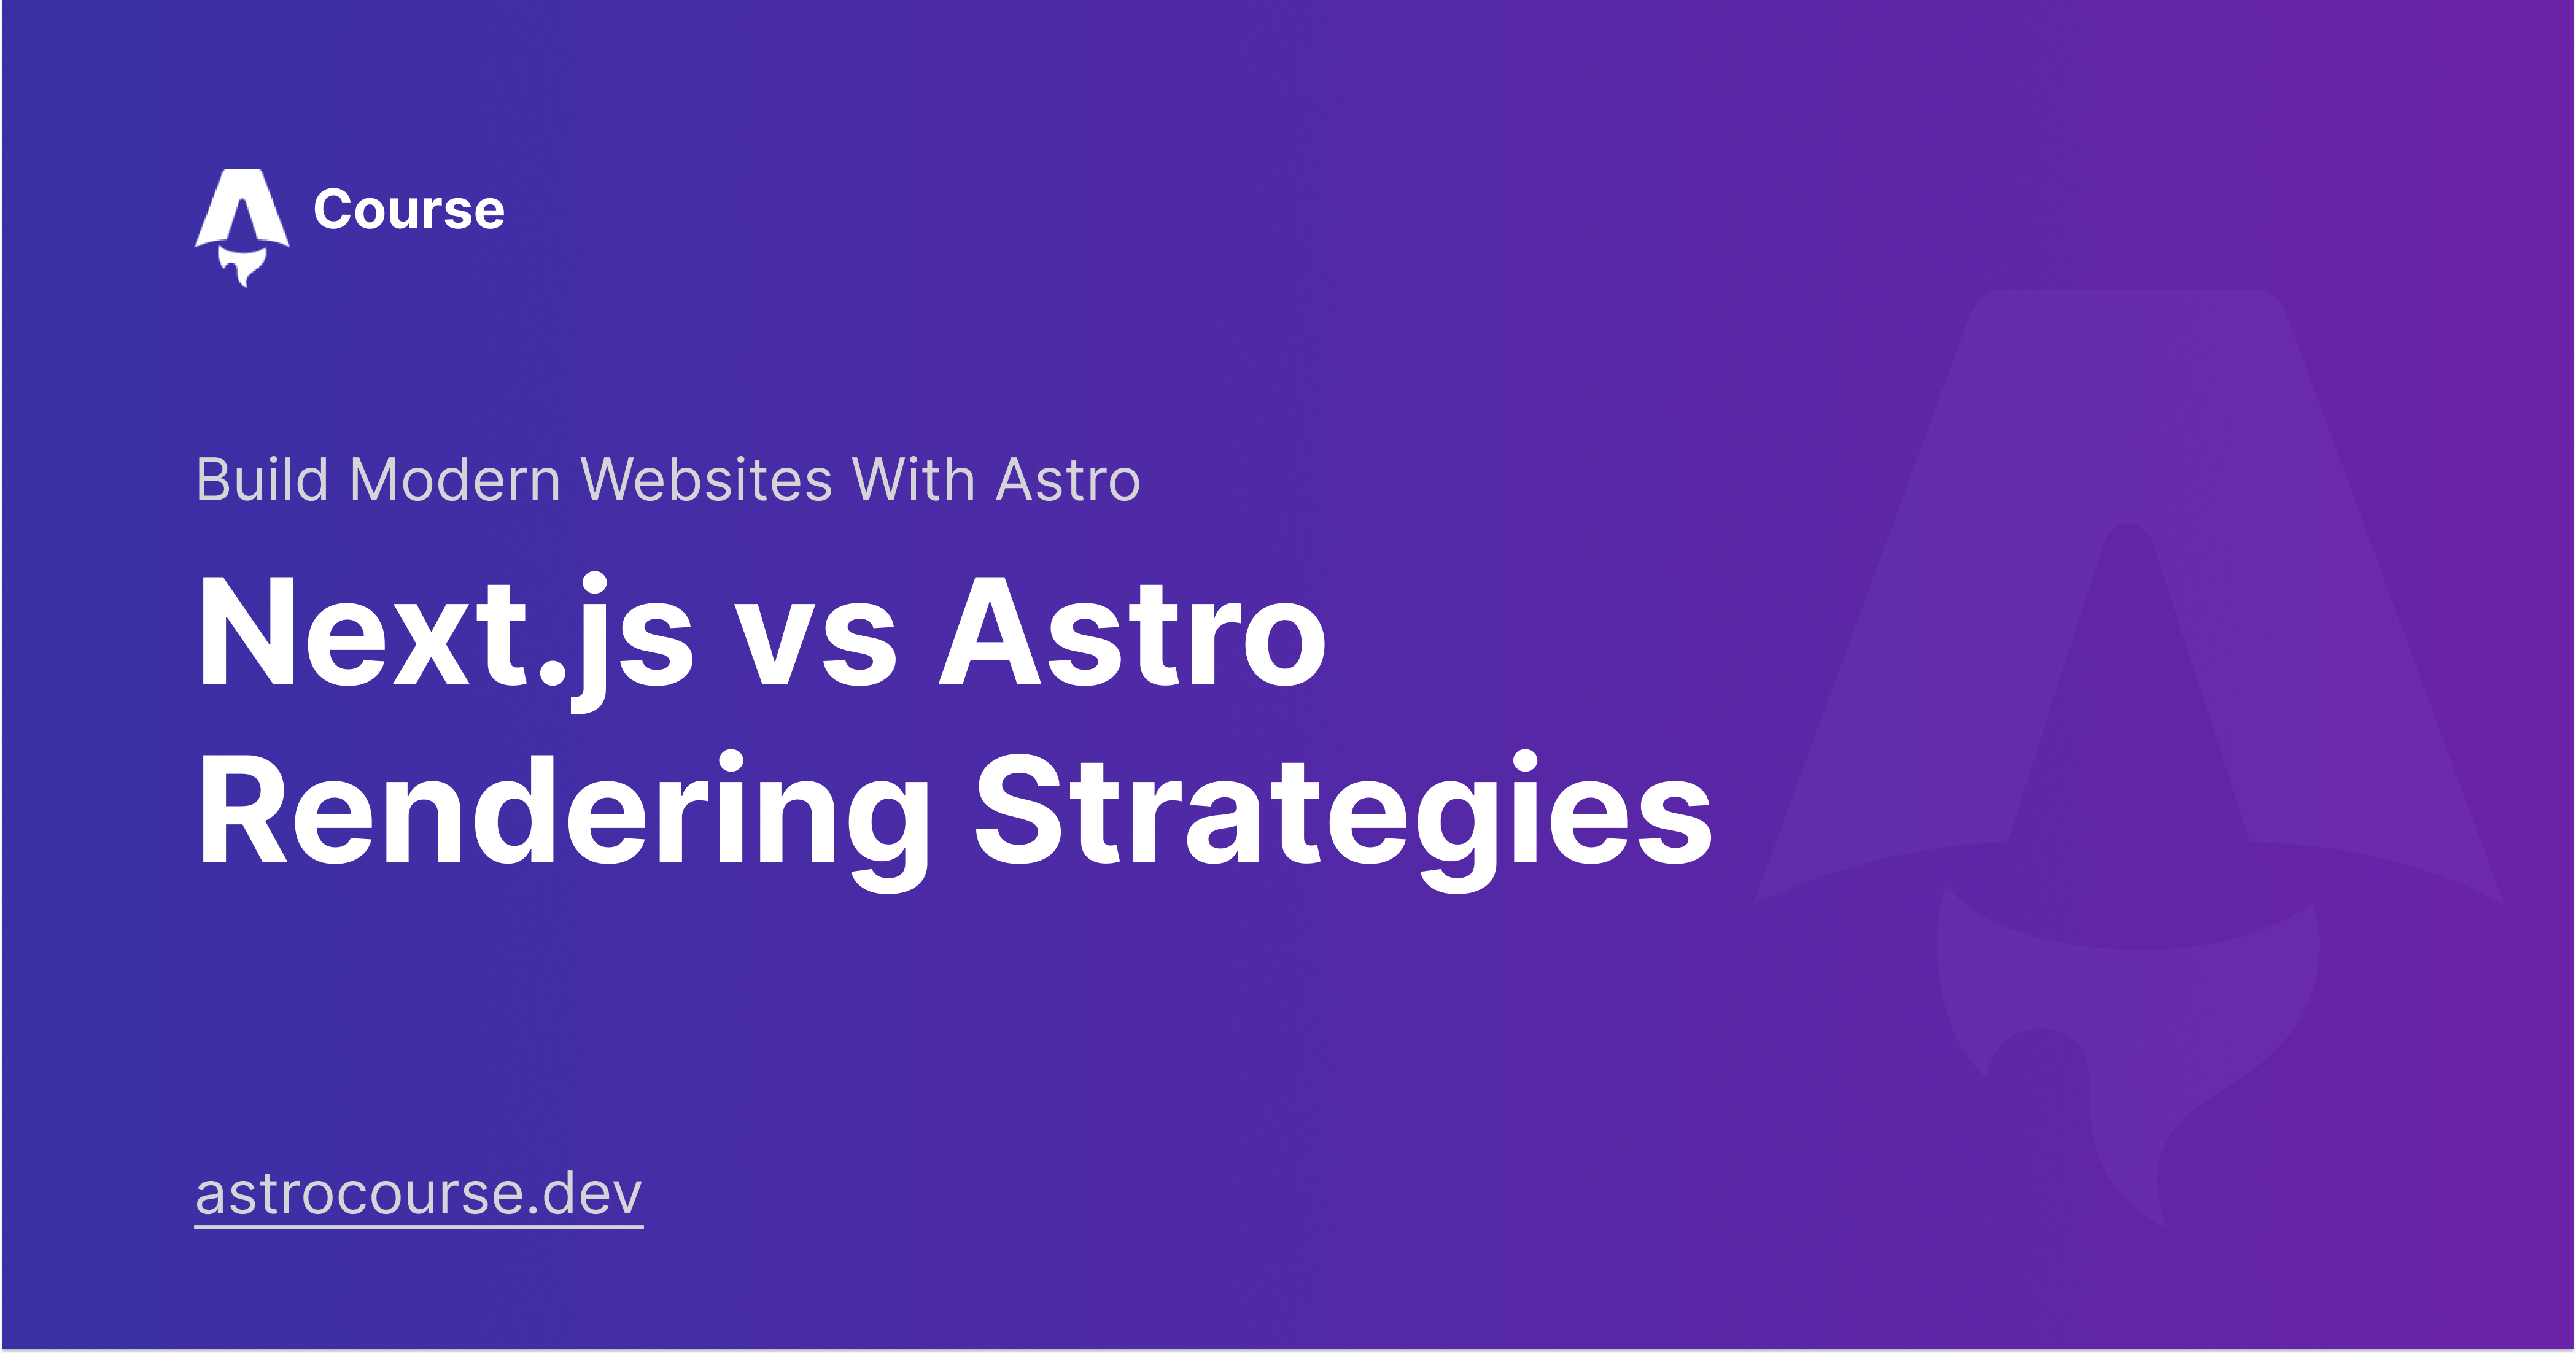 Course
Build Modern Websites With Astro
Next.js vs Astro
Rendering Strategies
astrocourse.dev